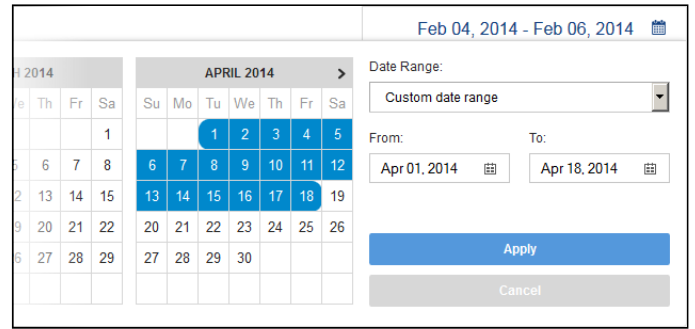 Feb 04, 2014 - Feb 06, 2014
H 2014
Th Fr Sa
1
6 7 8
13 14 15
20 21 22
27 28 29
APRIL 2014
Su Mo Tu We Th Fr Sa
1 2 3 4 5
6 7 8 9 10 11 12
13 14 15 16 17 18 19
20 21 22 23 24 25 26
27 28 29 30
Date Range:
Custom date range
From: To:
Apr 01, 2014 Apr 18, 2014
Apply
Cancel